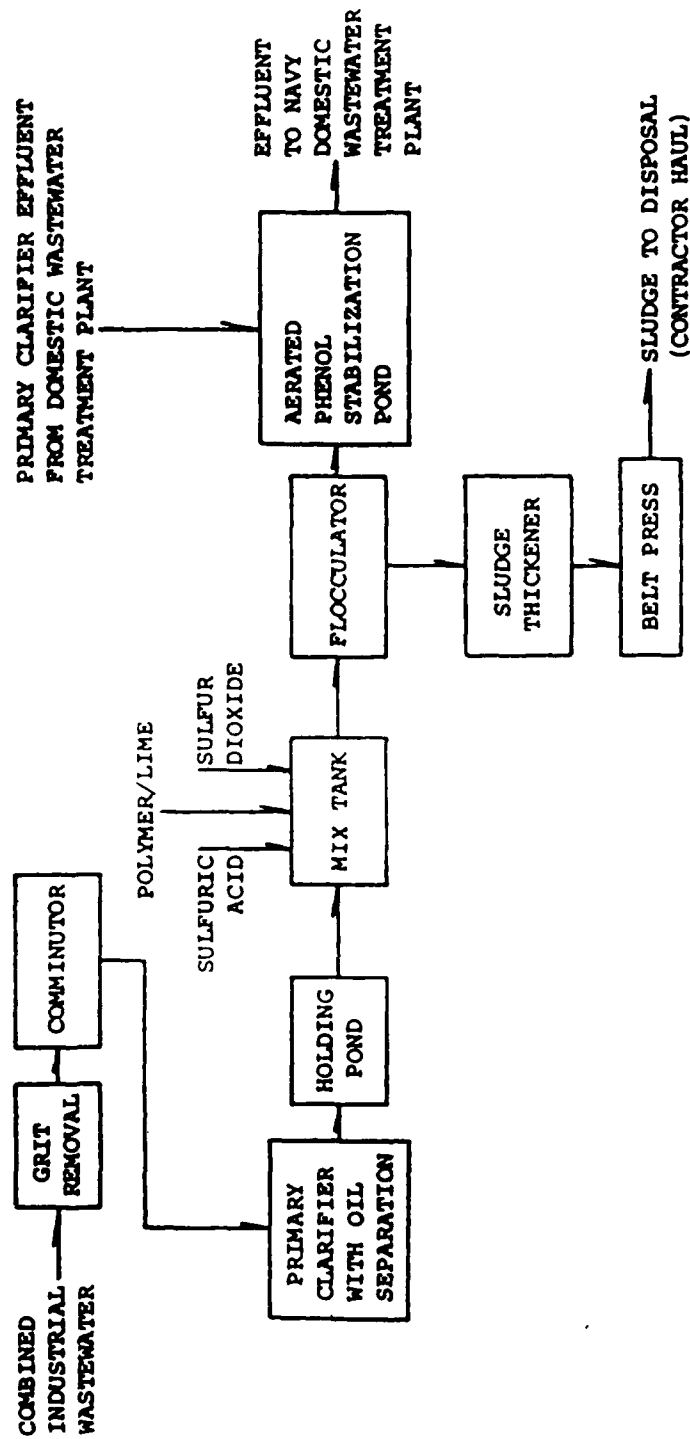 COMBINED
INDUSTRIAL
WASTEWATER
GRIT
REMOVAL
COMMINUTOR
PRIMARY
CLARIFIER
WITH OIL
SEPARATION
HOLDING
POND
SULFURIC
ACID
POLYMER/LIME
SULFUR
DIOXIDE
MIX TANK
FLOCCULATOR
PRIMARY CLARIFIER EFFLUENT
FROM DOMESTIC WASTEWATER
TREATMENT PLANT
AERATED
PHENOL
STABILIZATION
POND
EFFLUENT
TO NAVY
DOMESTIC
WASTEWATER
TREATMENT
PLANT
SLUDGE
THICKENER
BELT PRESS
SLUDGE TO DISPOSAL
(CONTRACTOR HAUL)